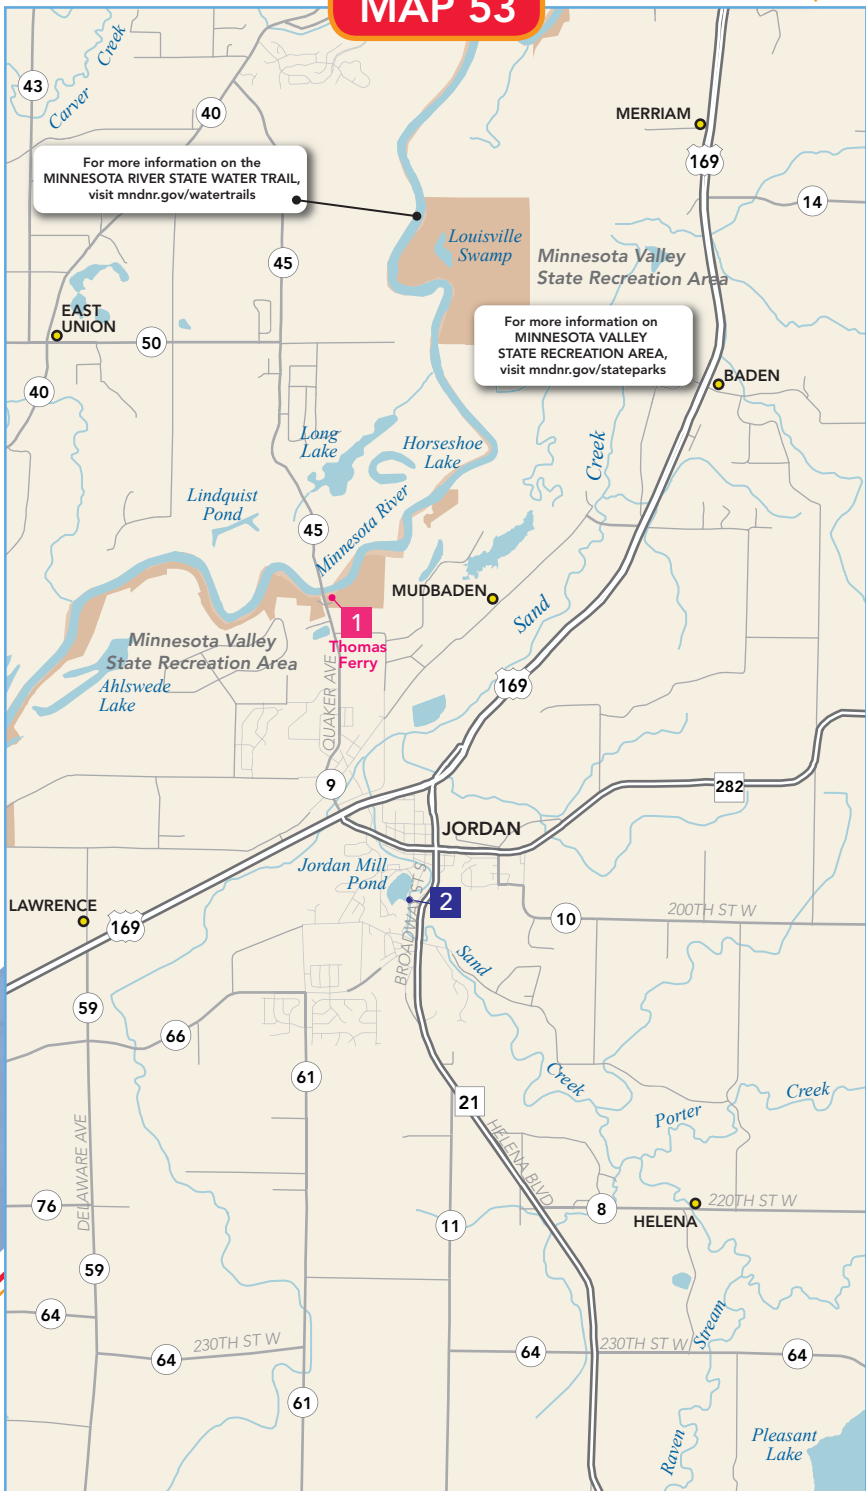 MAP 53
Creek
43
Carver
40
MERRIAM
169
For more information on the
MINNESOTA RIVER STATE WATER TRAIL,
visit mndnr.gov/watertrails
14
Louisville
Swamp
45
Minnesota Valley
State Recreation Area
EAST
UNION
50
For more information on
MINNESOTA VALLEY
STATE RECREATION AREA,
visit mndnr.gov/stateparks
40
BADEN
Long
Lake
Horseshoe
Lake
Creek
Lindquist
Pond
45
Minnesota River
MUDBADEN
Sand
1
Thomas
Ferry
Minnesota Valley
State Recreation Area
Ahlswede
Lake
QUAKER AVE
169
9
282
JORDAN
Jordan Mill
Pond
2
LAWRENCE
169
BROADWAY ST S
10
200TH ST W
Sand
59
66
61
Creek
21
Porter
Creek
DELAWARE AVE
HELENA BLVD
76
8
220TH ST W
HELENA
11
59
64
Stream
230TH ST W
64
64
230TH ST W
64
61
Raven
Pleasant
Lake